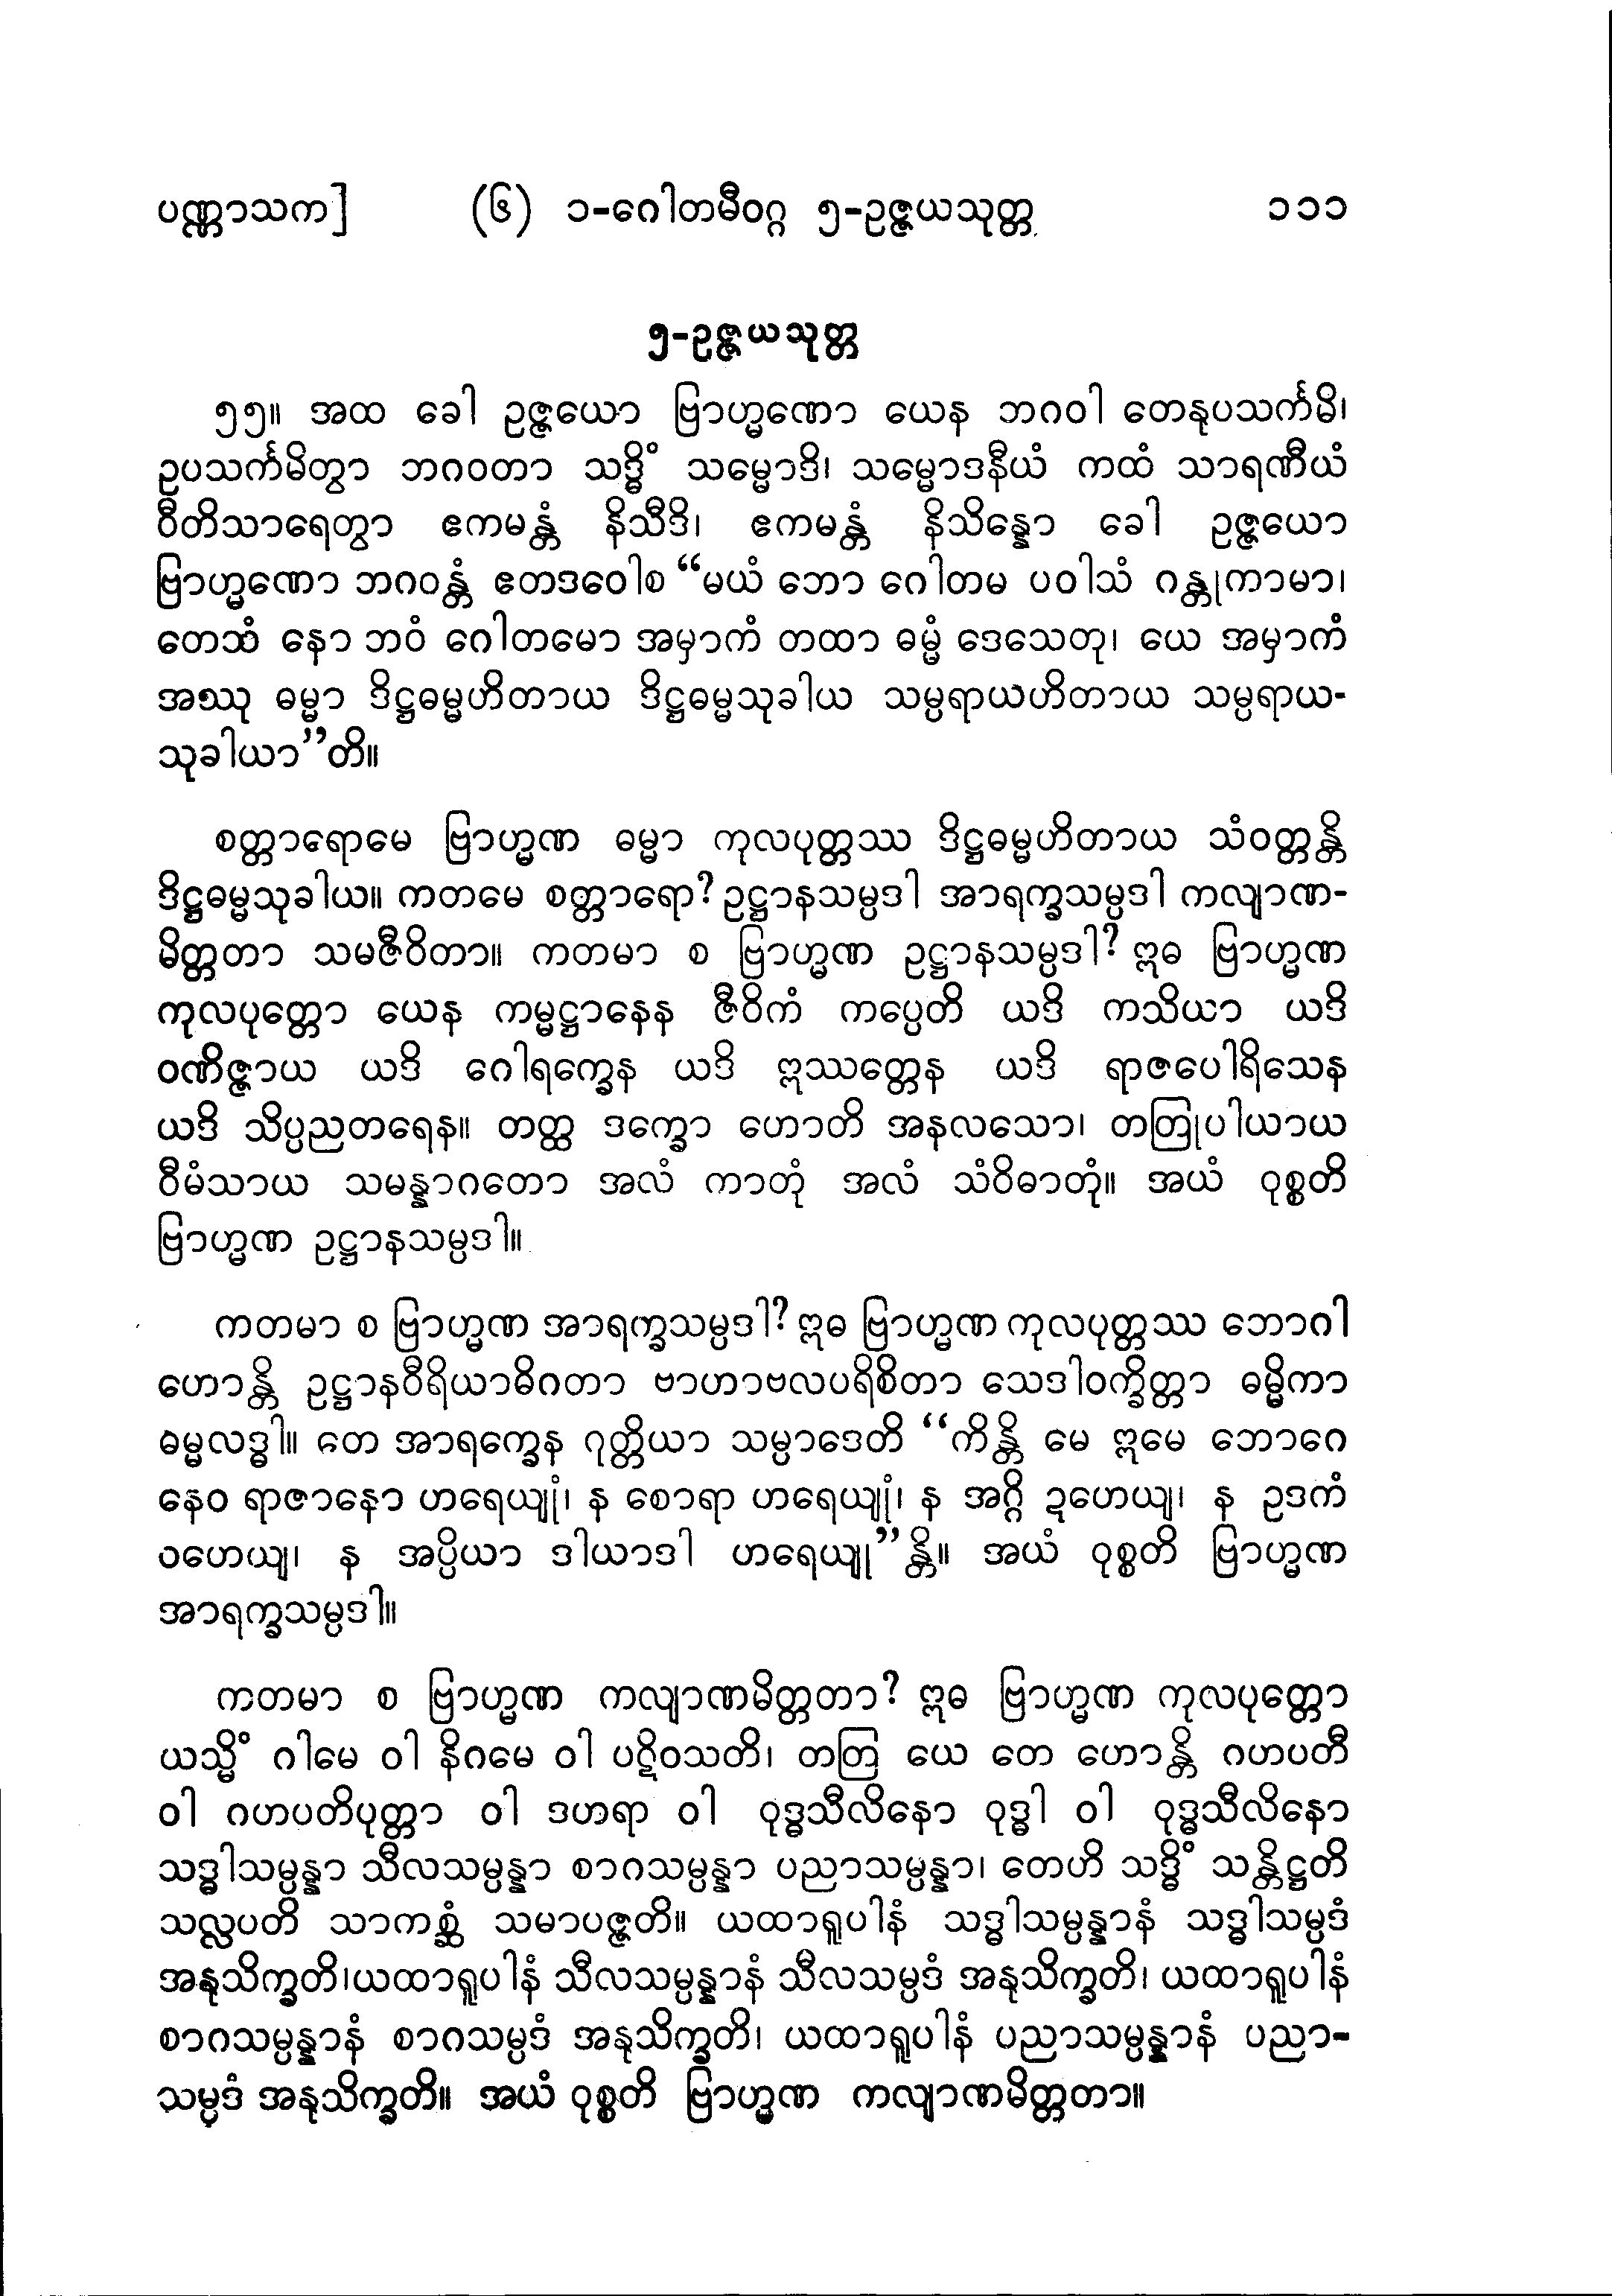 ပဏ္ဏာသက] (၆) ၁-ဂေါတမီဝဂ္ဂ ၅-ဥဇ္ဇယသုတ္တ ၁၁၁
၅-ဥဇ္ဇယသုတ္တ
၅၅။ အထ ခေါ ဥဇ္ဇယော ဗြာဟ္မဏော ယေန ဘဂဝါ တေနုပသင်္ကမိ၊
ဥပသင်္ကမိတွာ ဘဂဝတာ သဒ္ဓိံ သမ္မောဒိ၊ သမ္မောဒနီယံ ကထံ သာရဏီယံ
ဝီတိသာရေတွာ ဧကမန္တံ နိသီဒိ၊ ဧကမန္တံ နိသိန္နော ခေါ ဥဇ္ဇယော
ဗြာဟ္မဏော ဘဂဝန္တံ ဧတဒဝေါစ “မယံ ဘော ဂေါတမ ပဝါသံ ဂန္တုကာမာ၊
တေသံ နော ဘဝံ ဂေါတမော အမှာကံ တထာ ဓမ္မံ ဒေသေတု၊ ယေ အမှာကံ
အဿု ဓမ္မာ ဒိဋ္ဌဓမ္မဟိတာယ ဒိဋ္ဌဓမ္မသုခါယ သမ္ပရာယဟိတာယ သမ္ပရာယ-
သုခါယာ”တိ။
စတ္တာရောမေ ဗြာဟ္မဏ ဓမ္မာ ကုလပုတ္တဿ ဒိဋ္ဌဓမ္မဟိတာယ သံဝတ္တန္တိ
ဒိဋ္ဌဓမ္မသုခါယ။ ကတမေ စတ္တာရော? ဥဋ္ဌာနသမ္ပဒါ အာရက္ခသမ္ပဒါ ကလျာဏ-
မိတ္တတာ သမဇီဝိတာ။ ကတမာ စ ဗြာဟ္မဏ ဥဋ္ဌာနသမ္ပဒါ? ဣဓ ဗြာဟ္မဏ
ကုလပုတ္တော ယေန ကမ္မဋ္ဌာနေန ဇီဝိကံ ကပ္ပေတိ ယဒိ ကသိယာ ယဒိ
ဝဏိဇ္ဇာယ ယဒိ ဂေါရက္ခေန ယဒိ ဣဿတ္တေန ယဒိ ရာဇပေါရိသေန
ယဒိ သိပ္ပညတရေန။ တတ္ထ ဒက္ခော ဟောတိ အနလသော၊ တတြုပါယာယ
ဝီမံသာယ သမန္နာဂတော အလံ ကာတုံ အလံ သံဝိဓာတုံ။ အယံ ဝုစ္စတိ
ဗြာဟ္မဏ ဥဋ္ဌာနသမ္ပဒါ။
ကတမာ စ ဗြာဟ္မဏ အာရက္ခသမ္ပဒါ? ဣဓ ဗြာဟ္မဏ ကုလပုတ္တဿ ဘောဂါ
ဟောန္တိ ဥဋ္ဌာနဝီရိယာဓိဂတာ ဗာဟာဗလပရိစိတာ သေဒါဝက္ခိတ္တာ ဓမ္မိကာ
ဓမ္မလဒ္ဓါ။ တေ အာရက္ခေန ဂုတ္တိယာ သမ္ပာဒေတိ “ကိန္တိ မေ ဣမေ ဘောဂေ
နေဝ ရာဇာနော ဟရေယျုံ၊ န စောရာ ဟရေယျုံ၊ န အဂ္ဂိ ဍဟေယျ၊ န ဥဒကံ
ဝဟေယျ၊ န အပ္ပိယာ ဒါယာဒါ ဟရေယျု”န္တိ။ အယံ ဝုစ္စတိ ဗြာဟ္မဏ
အာရက္ခသမ္ပဒါ။
ကတမာ စ ဗြာဟ္မဏ ကလျာဏမိတ္တတာ? ဣဓ ဗြာဟ္မဏ ကုလပုတ္တော
ယသ္မိံ ဂါမေ ဝါ နိဂမေ ဝါ ပဋိဝသတိ၊ တတြ ယေ တေ ဟောန္တိ ဂဟပတီ
ဝါ ဂဟပတိပုတ္တာ ဝါ ဒဟရာ ဝါ ဝုဒ္ဓသီလိနော ဝုဒ္ဓါ ဝါ ဝုဒ္ဓသီလိနော
သဒ္ဓါသမ္ပန္နာ သီလသမ္ပန္နာ စာဂသမ္ပန္နာ ပညာသမ္ပန္နာ၊ တေဟိ သဒ္ဓိံ သန္တိဋ္ဌတိ
သလ္လပတိ သာကစ္ဆံ သမာပဇ္ဇတိ။ ယထာရူပါနံ သဒ္ဓါသမ္ပန္နာနံ သဒ္ဓါသမ္ပဒံ
အနုသိက္ခတိ၊ယထာရူပါနံ သီလသမ္ပန္နာနံ သီလသမ္ပဒံ အနုသိက္ခတိ၊ ယထာရူပါနံ
စာဂသမ္ပန္နာနံ စာဂသမ္ပဒံ အနုသိက္ခတိ၊ ယထာရူပါနံ ပညာသမ္ပန္နာနံ ပညာ-
သမ္ပဒံ အနုသိက္ခတိ။ အယံ ဝုစ္စတိ ဗြာဟ္မဏ ကလျာဏမိတ္တတာ။